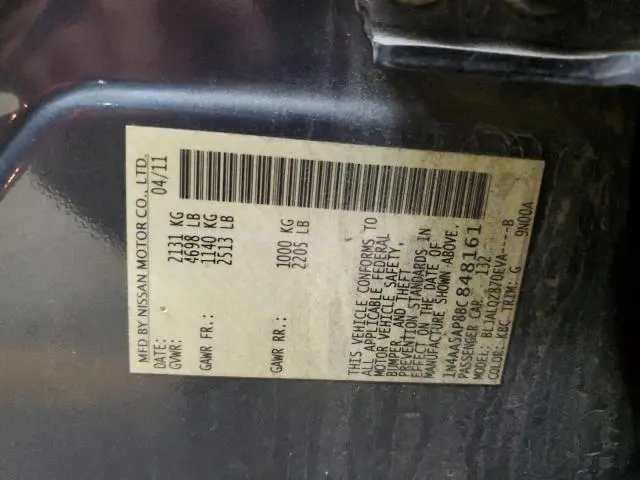 MFD BY NISSAN MOTOR CO., LTD.
DATE: 04/11
GVWR: 2131 KG
4698 LB
GAWR FR: 1140 KG
2513 LB
GAWR RR: 1000 KG
2205 LB
THIS VEHICLE CONFORMS TO
ALL APPLICABLE FEDERAL
MOTOR VEHICLE SAFETY,
BUMPER, AND THEFT
PREVENTION STANDARDS IN
EFFECT ON THE DATE OF
MANUFACTURE SHOWN ABOVE.
1N4AA5AP8BC848161
PASSENGER CAR 132
BLJALQZB70EVA----B
COLOR: KBC TRIM: G 9N00A